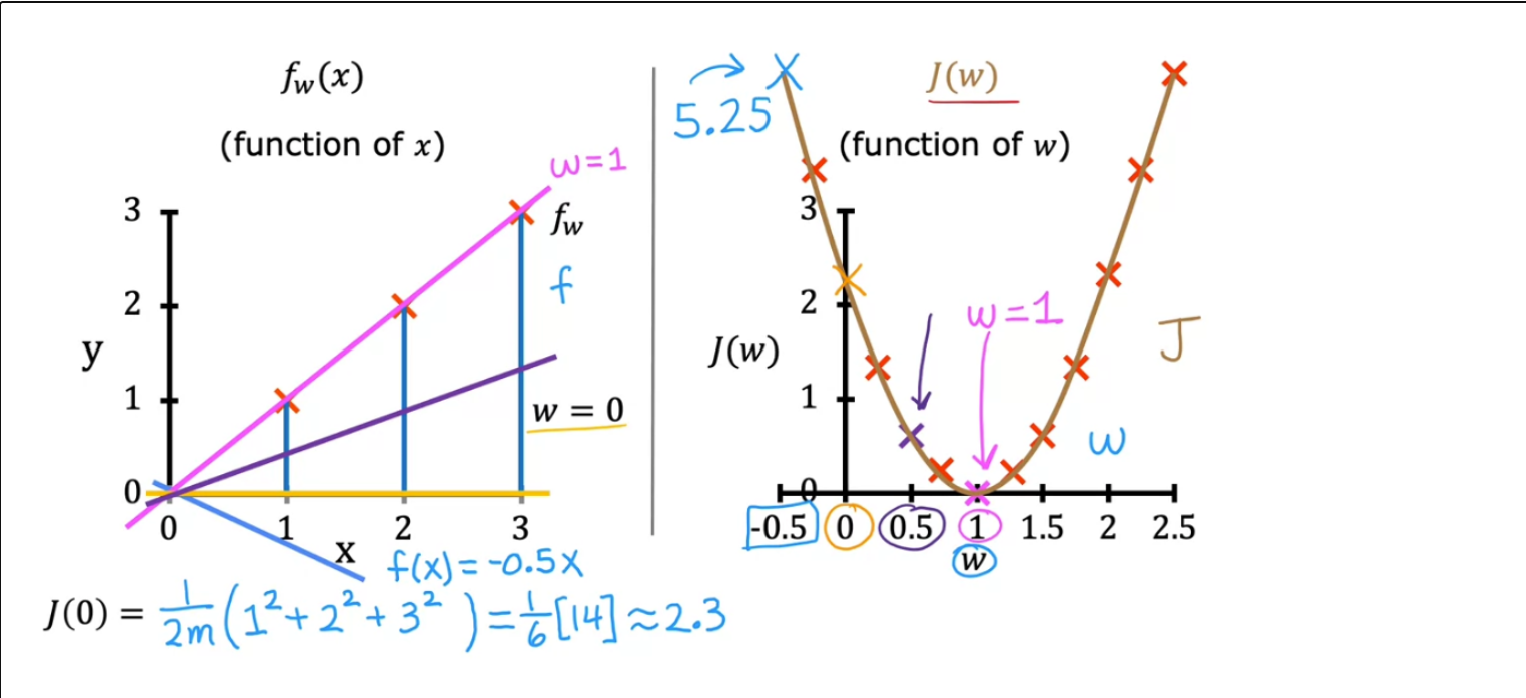 fw(x)
(function of x)
w=1
3
fw
f
2
y
1
w = 0
0
0 1 2 3
x
f(x)=-0.5x
J(0) = 1/2m (1²+2²+3²) = 1/6 [14] ≈ 2.3
J(w)
5.25
(function of w)
3
2
w=1
J
J(w)
1
w
0
-0.5 0 0.5 1 1.5 2 2.5
w